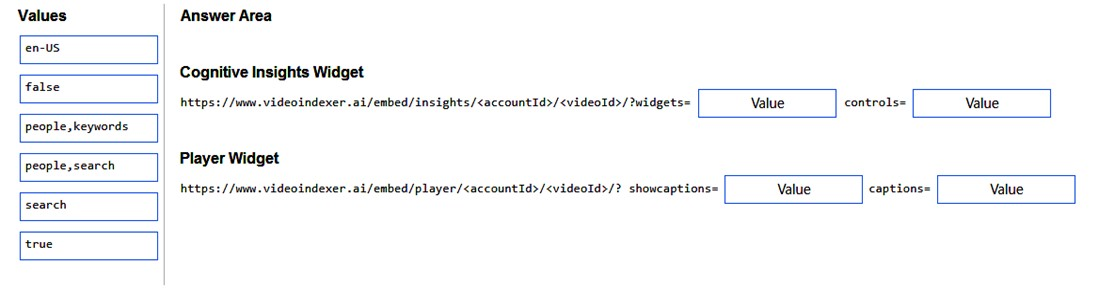 Values
en-US
false
people,keywords
people,search
search
true
Answer Area
Cognitive Insights Widget
https://www.videoindexer.ai/embed/insights/<accountId>/<videoId>/?widgets= Value controls= Value
Player Widget
https://www.videoindexer.ai/embed/player/<accountId>/<videoId>/? showcaptions= Value captions= Value